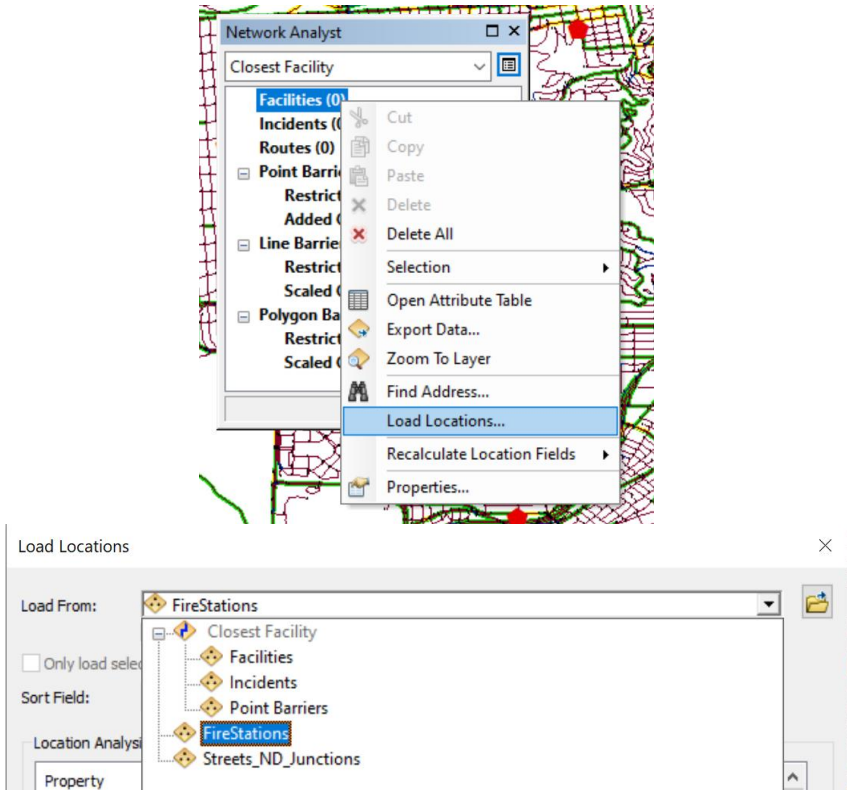 Network Analyst
Closest Facility
Facilities (0)
Incidents (
Routes (0)
Point Barri
Restrict
Added
Line Barrie
Restrict
Scaled
Polygon Ba
Restrict
Scaled
Cut
Copy
Paste
Delete
Delete All
Selection
Open Attribute Table
Export Data...
Zoom To Layer
Find Address...
Load Locations...
Recalculate Location Fields
Properties...
Load Locations
Load From:
FireStations
Closest Facility
Facilities
Incidents
Point Barriers
FireStations
Streets_ND_Junctions
Only load selec
Sort Field:
Location Analysi
Property